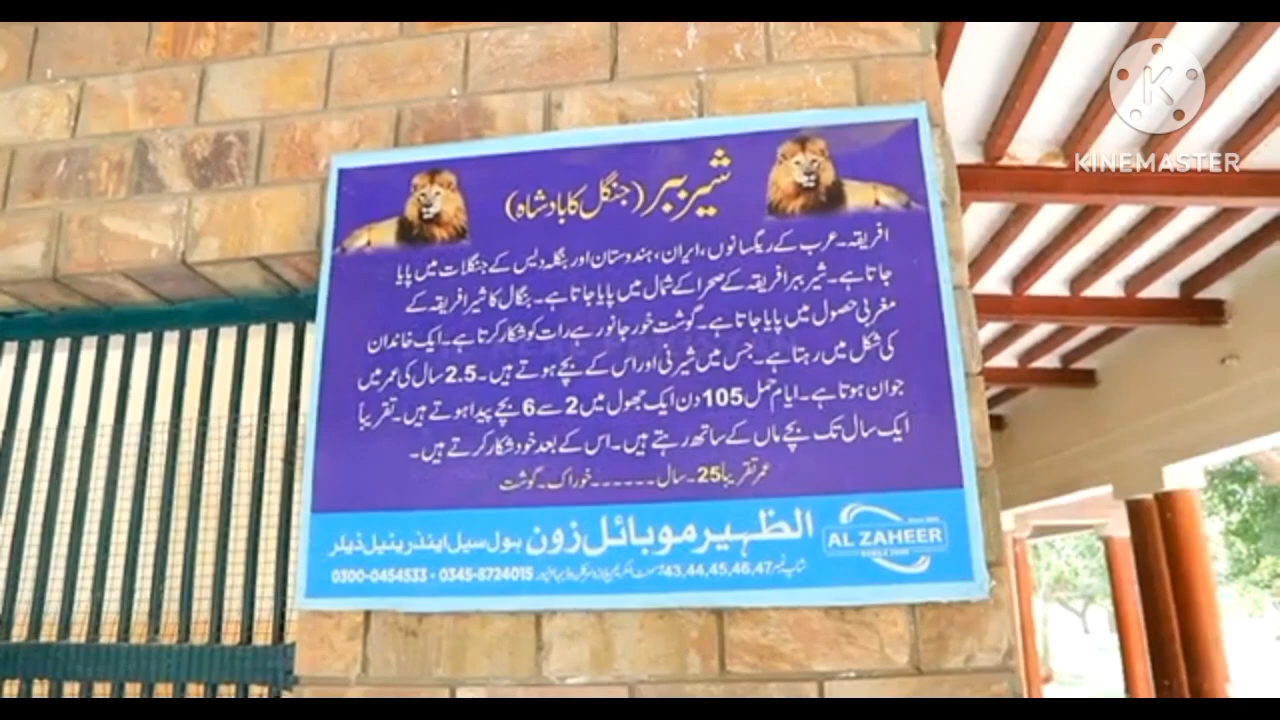 شیر ببر (جنگل کا بادشاہ)
افریقہ۔ عرب کے ریگسانوں، ایران، ہندوستان اور بنگلہ دیس کے جنگلات میں پایا
جاتا ہے۔ شیر ببر افریقہ کے صحرا کے شمال میں پایا جاتا ہے۔ بنگال کا شیر افریقہ کے
مغربی حصول میں پایا جاتا ہے۔ گوشت خور جانور ہے رات کو شکار کرتا ہے۔ ایک خاندان
کی شکل میں رہتا ہے۔ جس میں شیرنی اور اس کے بچے ہوتے ہیں۔ 2.5 سال کی عمر میں
جوان ہوتا ہے۔ ایام حمل 105 دن ایک جھول میں 2 سے 6 بچے پیدا ہوتے ہیں۔ تقریباً
ایک سال تک بچے ماں کے ساتھ رہتے ہیں۔ اس کے بعد خود شکار کرتے ہیں۔
عمر تقریباً 25۔ سال ۔۔۔۔۔۔ خوراک۔ گوشت
الظہیر موبائل زون ہول سیل اینڈ ریٹیل ڈیلر
AL ZAHEER
شاپ نمبر 43,44,45,46,47
0300-0454533 - 0345-8724015
KINEMASTER